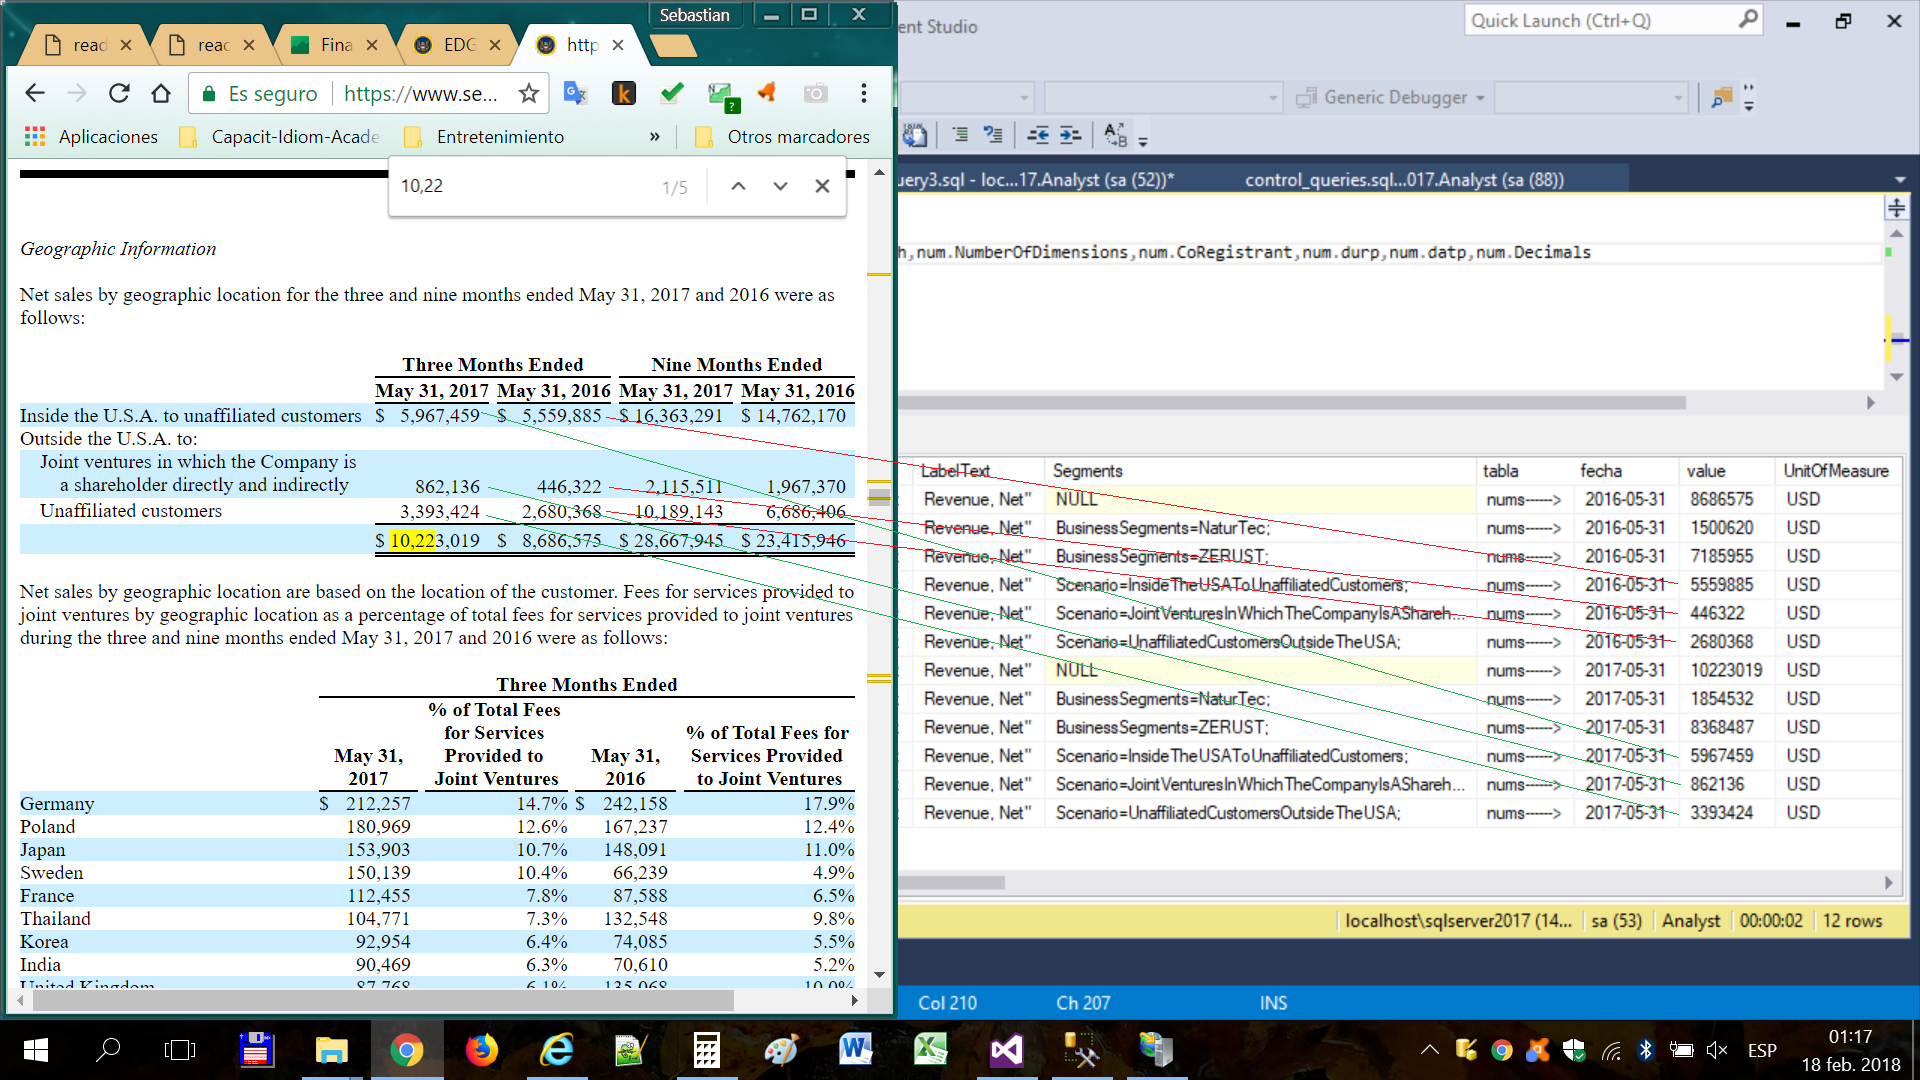 Sebastian
read
read
Fina
EDG
http
Es seguro
https://www.se...
Aplicaciones
Capacit-Idiom-Acade
Entretenimiento
»
Otros marcadores
10,22
1/5
Geographic Information
Net sales by geographic location for the three and nine months ended May 31, 2017 and 2016 were as
follows:
Three Months Ended Nine Months Ended
May 31, 2017 May 31, 2016 May 31, 2017 May 31, 2016
Inside the U.S.A. to unaffiliated customers $ 5,967,459 $ 5,559,885 $ 16,363,291 $ 14,762,170
Outside the U.S.A. to:
Joint ventures in which the Company is
a shareholder directly and indirectly 862,136 446,322 2,115,511 1,967,370
Unaffiliated customers 3,393,424 2,680,368 10,189,143 6,686,406
$ 10,223,019 $ 8,686,575 $ 28,667,945 $ 23,415,946
Net sales by geographic location are based on the location of the customer. Fees for services provided to
joint ventures by geographic location as a percentage of total fees for services provided to joint ventures
during the three and nine months ended May 31, 2017 and 2016 were as follows:
Three Months Ended
% of Total Fees
for Services % of Total Fees for
May 31, Provided to May 31, Services Provided
2017 Joint Ventures 2016 to Joint Ventures
Germany $ 212,257 14.7% $ 242,158 17.9%
Poland 180,969 12.6% 167,237 12.4%
Japan 153,903 10.7% 148,091 11.0%
Sweden 150,139 10.4% 66,239 4.9%
France 112,455 7.8% 87,588 6.5%
Thailand 104,771 7.3% 132,548 9.8%
Korea 92,954 6.4% 74,085 5.5%
India 90,469 6.3% 70,610 5.2%
United Kingdom 87,768 6.1% 135,068 10.0%
ent Studio
Quick Launch (Ctrl+Q)
Generic Debugger
uery3.sql - loc...17.Analyst (sa (52))*
control_queries.sql...017.Analyst (sa (88))
h,num.NumberOfDimensions,num.CoRegistrant,num.durp,num.datp,num.Decimals
LabelText Segments tabla fecha value UnitOfMeasure
Revenue, Net" NULL nums------> 2016-05-31 8686575 USD
Revenue, Net" BusinessSegments=NaturTec; nums------> 2016-05-31 1500620 USD
Revenue, Net" BusinessSegments=ZERUST; nums------> 2016-05-31 7185955 USD
Revenue, Net" Scenario=InsideTheUSAToUnaffiliatedCustomers; nums------> 2016-05-31 5559885 USD
Revenue, Net" Scenario=JointVenturesInWhichTheCompanyIsAShareh... nums------> 2016-05-31 446322 USD
Revenue, Net" Scenario=UnaffiliatedCustomersOutsideTheUSA; nums------> 2016-05-31 2680368 USD
Revenue, Net" NULL nums------> 2017-05-31 10223019 USD
Revenue, Net" BusinessSegments=NaturTec; nums------> 2017-05-31 1854532 USD
Revenue, Net" BusinessSegments=ZERUST; nums------> 2017-05-31 8368487 USD
Revenue, Net" Scenario=InsideTheUSAToUnaffiliatedCustomers; nums------> 2017-05-31 5967459 USD
Revenue, Net" Scenario=JointVenturesInWhichTheCompanyIsAShareh... nums------> 2017-05-31 862136 USD
Revenue, Net" Scenario=UnaffiliatedCustomersOutsideTheUSA; nums------> 2017-05-31 3393424 USD
localhost\sqlserver2017 (14... sa (53) Analyst 00:00:02 12 rows
Col 210 Ch 207 INS
ESP
01:17
18 feb. 2018